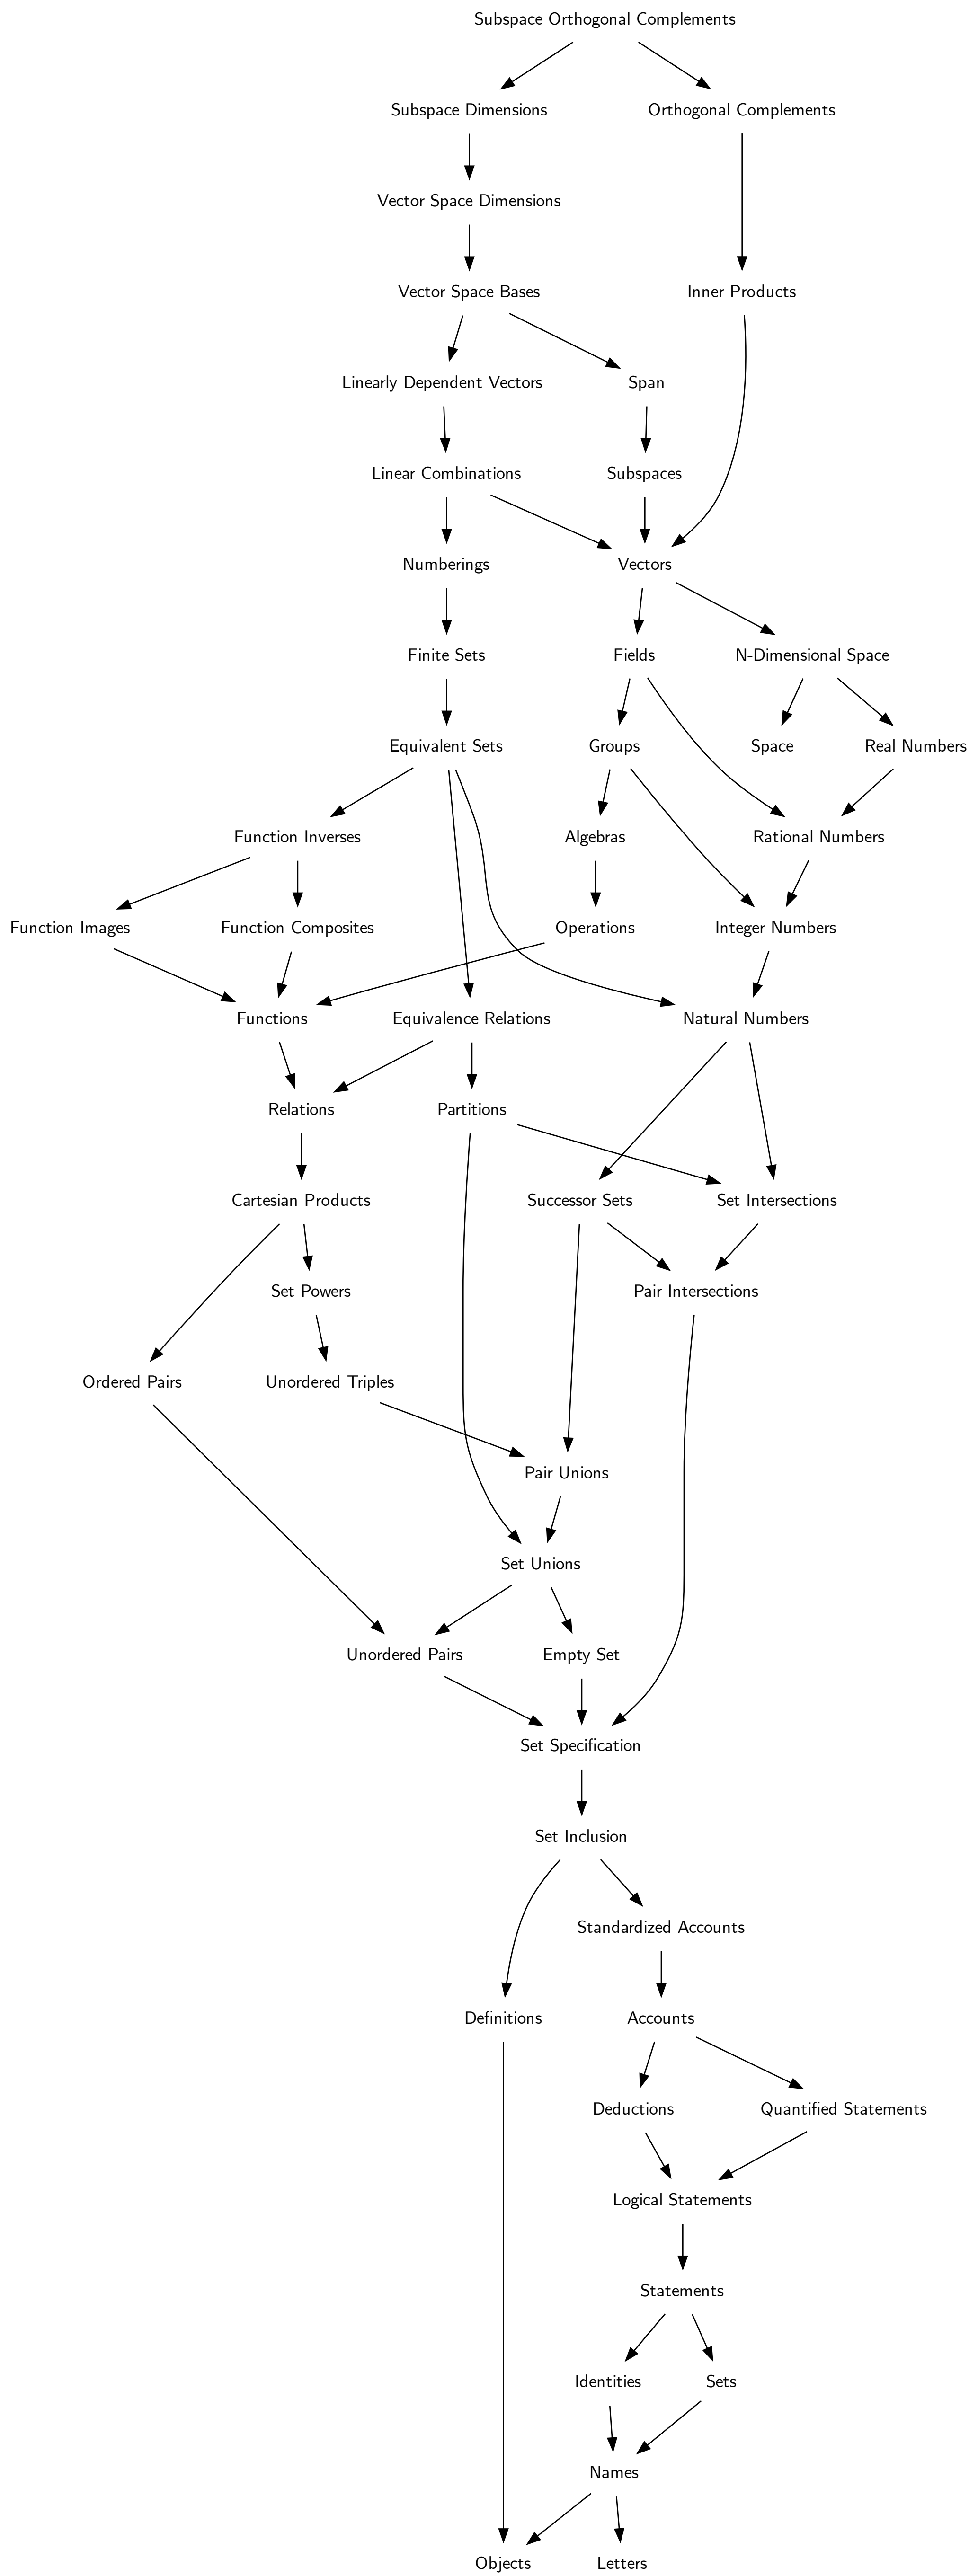 Subspace Orthogonal Complements
Subspace Dimensions
Orthogonal Complements
Vector Space Dimensions
Vector Space Bases
Inner Products
Linearly Dependent Vectors
Span
Linear Combinations
Subspaces
Numberings
Vectors
Finite Sets
Fields
N-Dimensional Space
Equivalent Sets
Groups
Space
Real Numbers
Function Inverses
Algebras
Rational Numbers
Function Images
Function Composites
Operations
Integer Numbers
Functions
Equivalence Relations
Natural Numbers
Relations
Partitions
Cartesian Products
Successor Sets
Set Intersections
Set Powers
Pair Intersections
Ordered Pairs
Unordered Triples
Pair Unions
Set Unions
Unordered Pairs
Empty Set
Set Specification
Set Inclusion
Standardized Accounts
Definitions
Accounts
Deductions
Quantified Statements
Logical Statements
Statements
Identities
Sets
Names
Objects
Letters